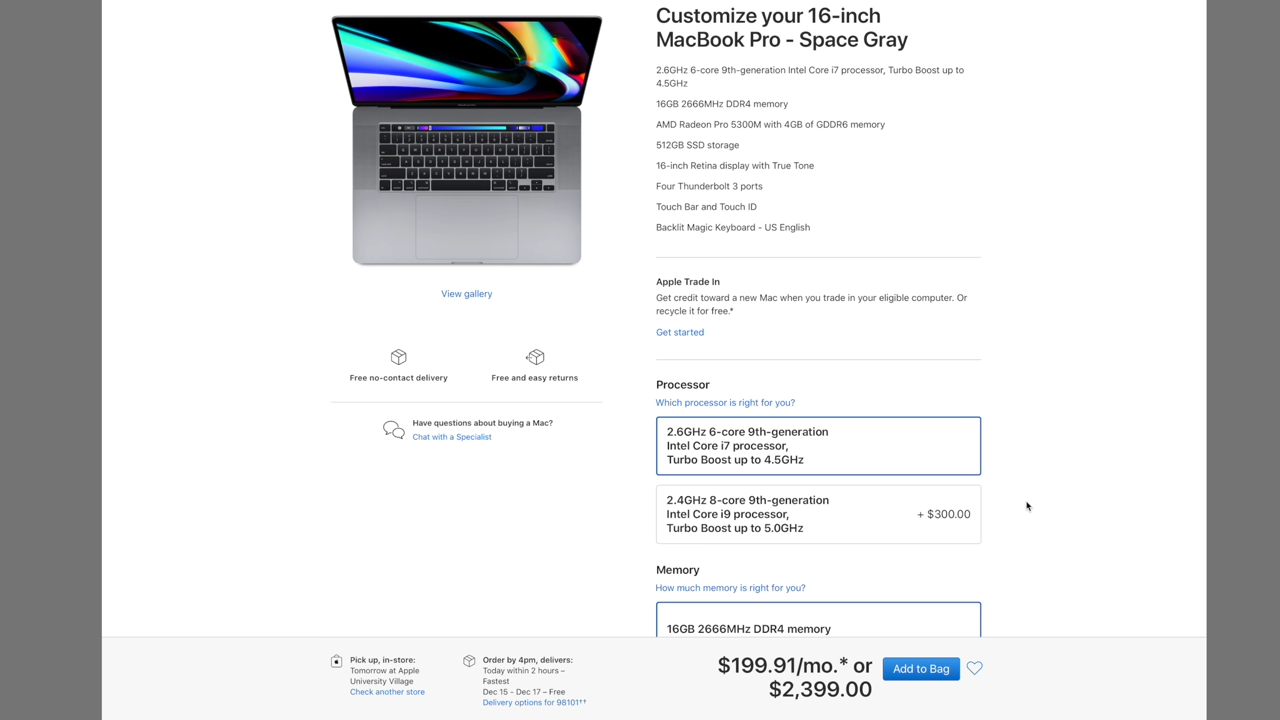 Customize your 16-inch
MacBook Pro - Space Gray
2.6GHz 6-core 9th-generation Intel Core i7 processor, Turbo Boost up to
4.5GHz
16GB 2666MHz DDR4 memory
AMD Radeon Pro 5300M with 4GB of GDDR6 memory
512GB SSD storage
16-inch Retina display with True Tone
Four Thunderbolt 3 ports
Touch Bar and Touch ID
Backlit Magic Keyboard - US English
View gallery
Free no-contact delivery
Free and easy returns
Have questions about buying a Mac?
Chat with a Specialist
Apple Trade In
Get credit toward a new Mac when you trade in your eligible computer. Or
recycle it for free.*
Get started
Processor
Which processor is right for you?
2.6GHz 6-core 9th-generation
Intel Core i7 processor,
Turbo Boost up to 4.5GHz
2.4GHz 8-core 9th-generation
Intel Core i9 processor,
Turbo Boost up to 5.0GHz
+ $300.00
Memory
How much memory is right for you?
16GB 2666MHz DDR4 memory
Pick up, in-store:
Tomorrow at Apple
University Village
Check another store
Order by 4pm, delivers:
Today within 2 hours –
Fastest
Dec 15 - Dec 17 – Free
Delivery options for 98101††
$199.91/mo.* or
$2,399.00
Add to Bag